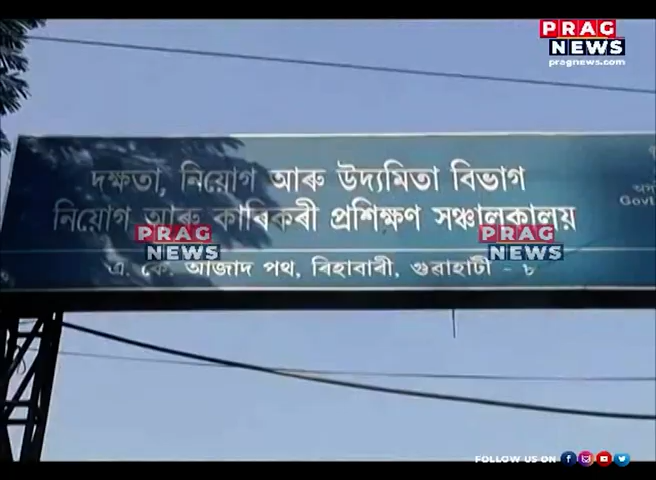 PRAG
NEWS
pragnews.com
দক্ষতা, নিয়োগ আৰু উদ্যমিতা বিভাগ
নিয়োগ আৰু কাৰিকৰী প্ৰশিক্ষণ সঞ্চালকালয়
Govt
PRAG
NEWS
PRAG
NEWS
এ. কে. আজাদ পথ, ৰিহাবাৰী, গুৱাহাটী - ৮
FOLLOW US ON